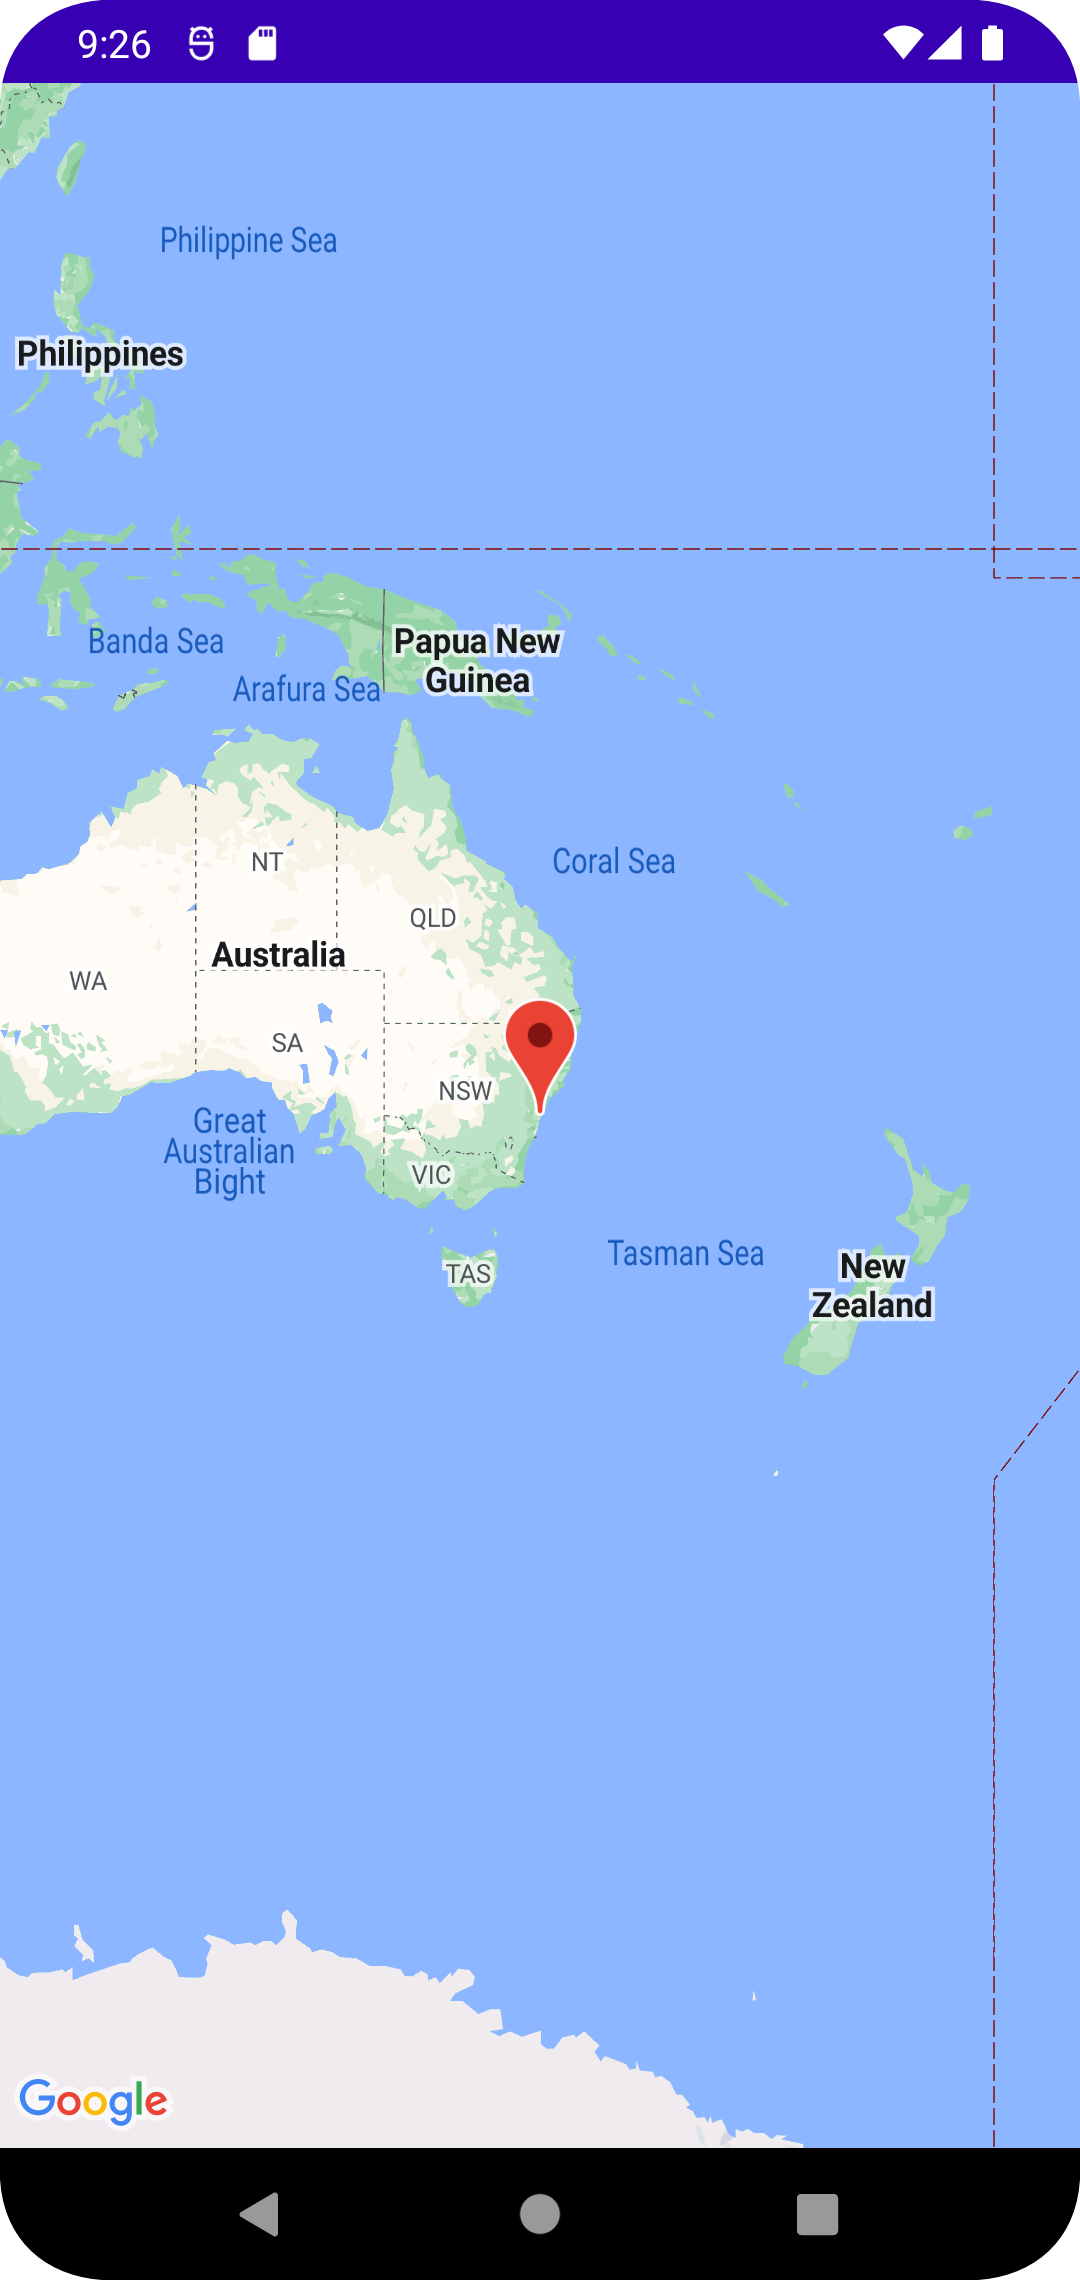 9:26
Philippine Sea
Philippines
Banda Sea
Papua New
Guinea
Arafura Sea
NT
Coral Sea
QLD
Australia
WA
SA
NSW
Great
Australian
Bight
VIC
Tasman Sea
New
Zealand
TAS
Google